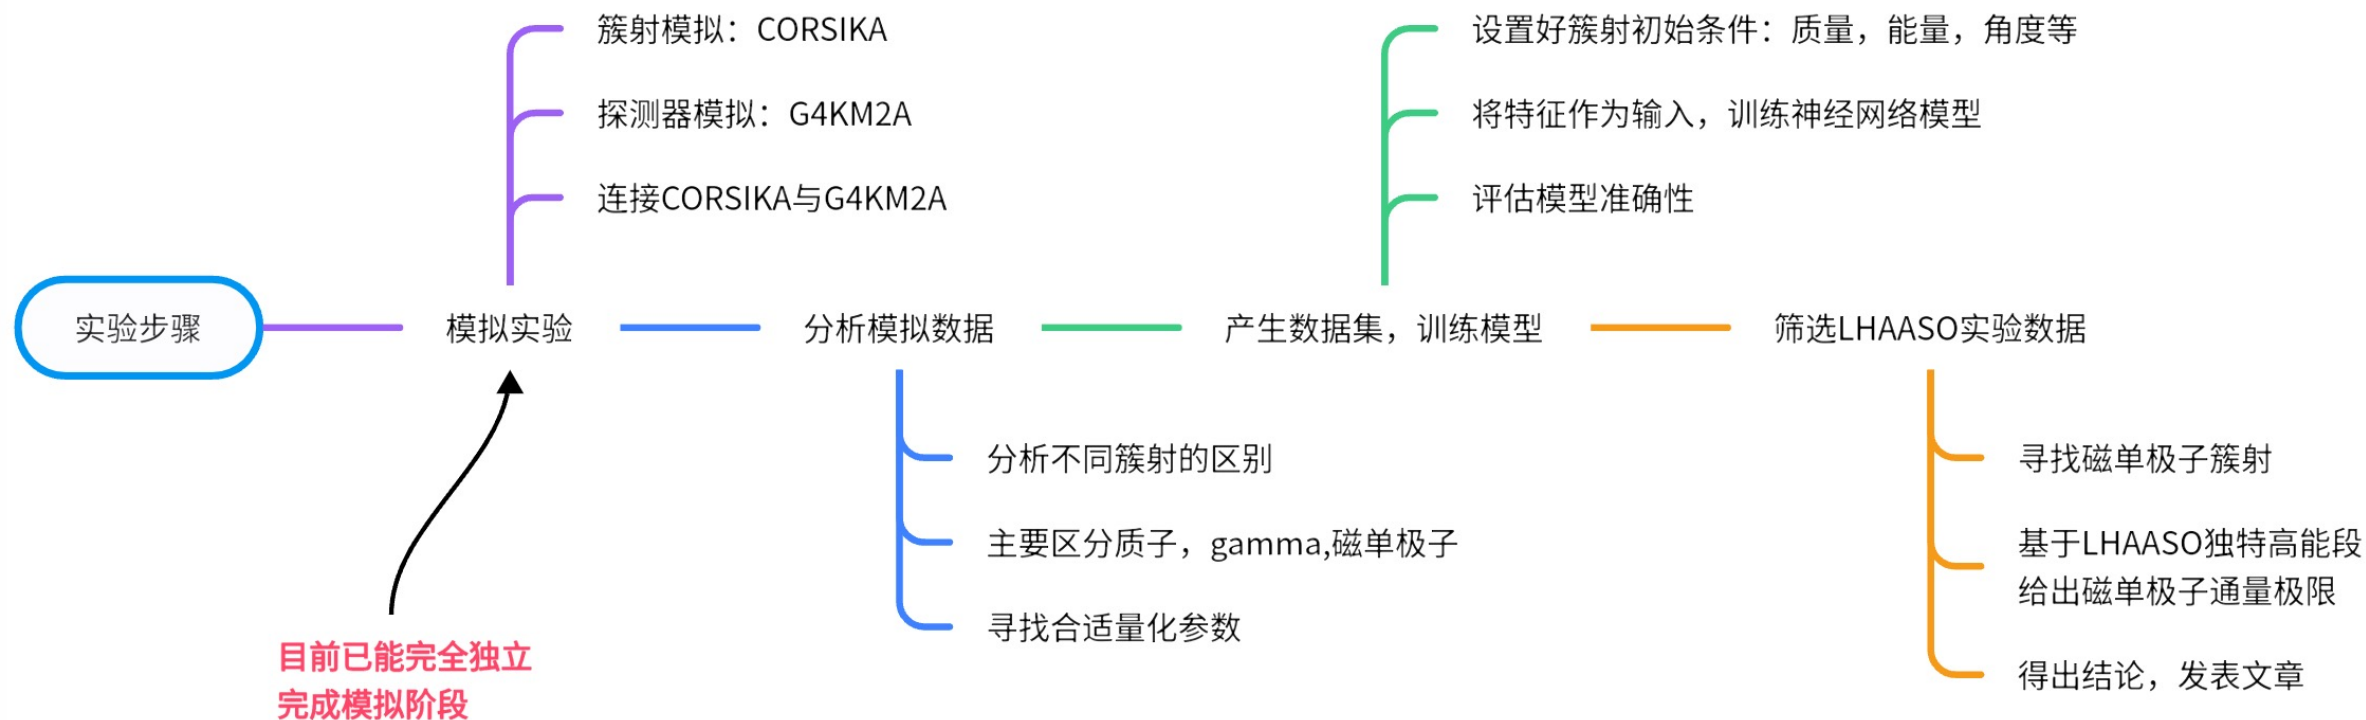 簇射模拟：CORSIKA
探测器模拟：G4KM2A
连接CORSIKA与G4KM2A
设置好簇射初始条件：质量，能量，角度等
将特征作为输入，训练神经网络模型
评估模型准确性
实验步骤
模拟实验
分析模拟数据
产生数据集，训练模型
筛选LHAASO实验数据
分析不同簇射的区别
主要区分质子，gamma,磁单极子
寻找合适量化参数
寻找磁单极子簇射
基于LHAASO独特高能段
给出磁单极子通量极限
得出结论，发表文章
目前已能完全独立
完成模拟阶段